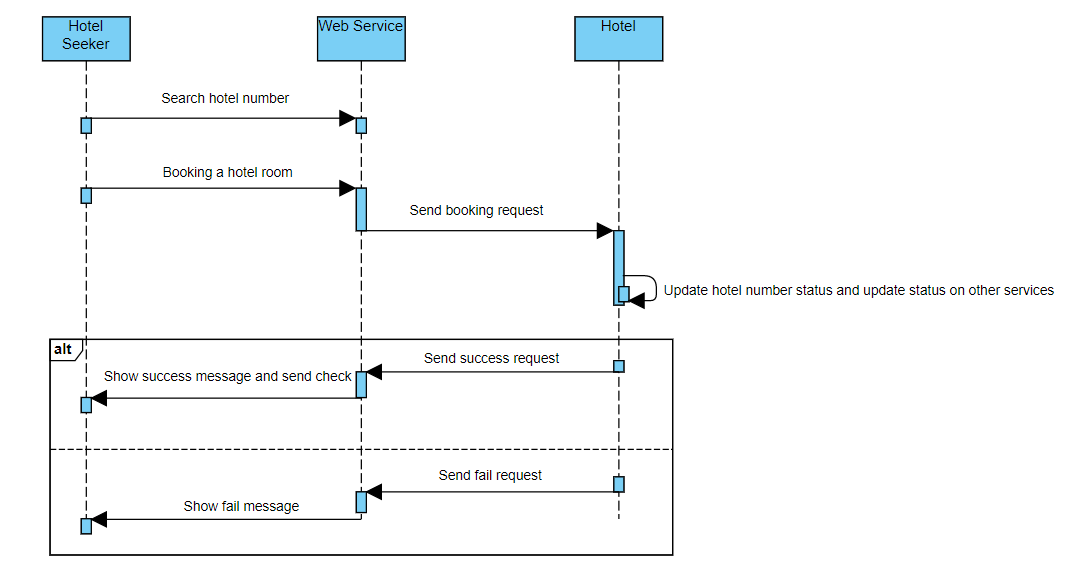 Hotel
Seeker
Web Service
Hotel
Search hotel number
Booking a hotel room
Send booking request
Update hotel number status and update status on other services
alt
Send success request
Show success message and send check
Send fail request
Show fail message